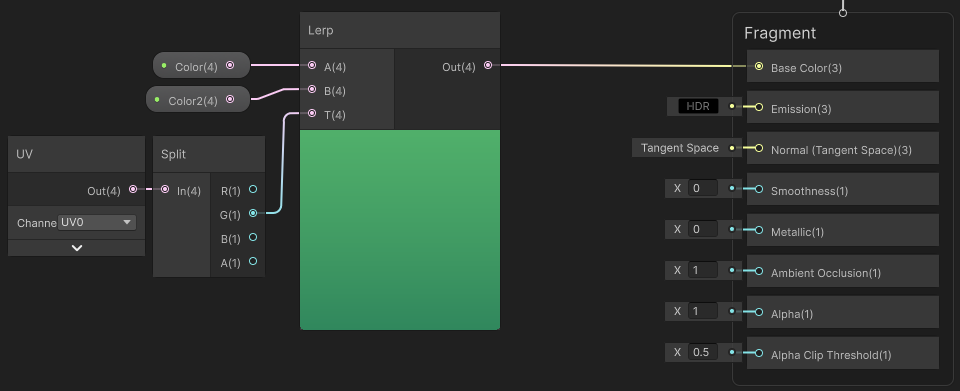 Lerp
Color(4)
A(4)
Out(4)
Color2(4)
B(4)
T(4)
UV
Out(4)
Channe UV0
Split
In(4)
R(1)
G(1)
B(1)
A(1)
Fragment
Base Color(3)
HDR
Emission(3)
Tangent Space
Normal (Tangent Space)(3)
X 0
Smoothness(1)
X 0
Metallic(1)
X 1
Ambient Occlusion(1)
X 1
Alpha(1)
X 0.5
Alpha Clip Threshold(1)